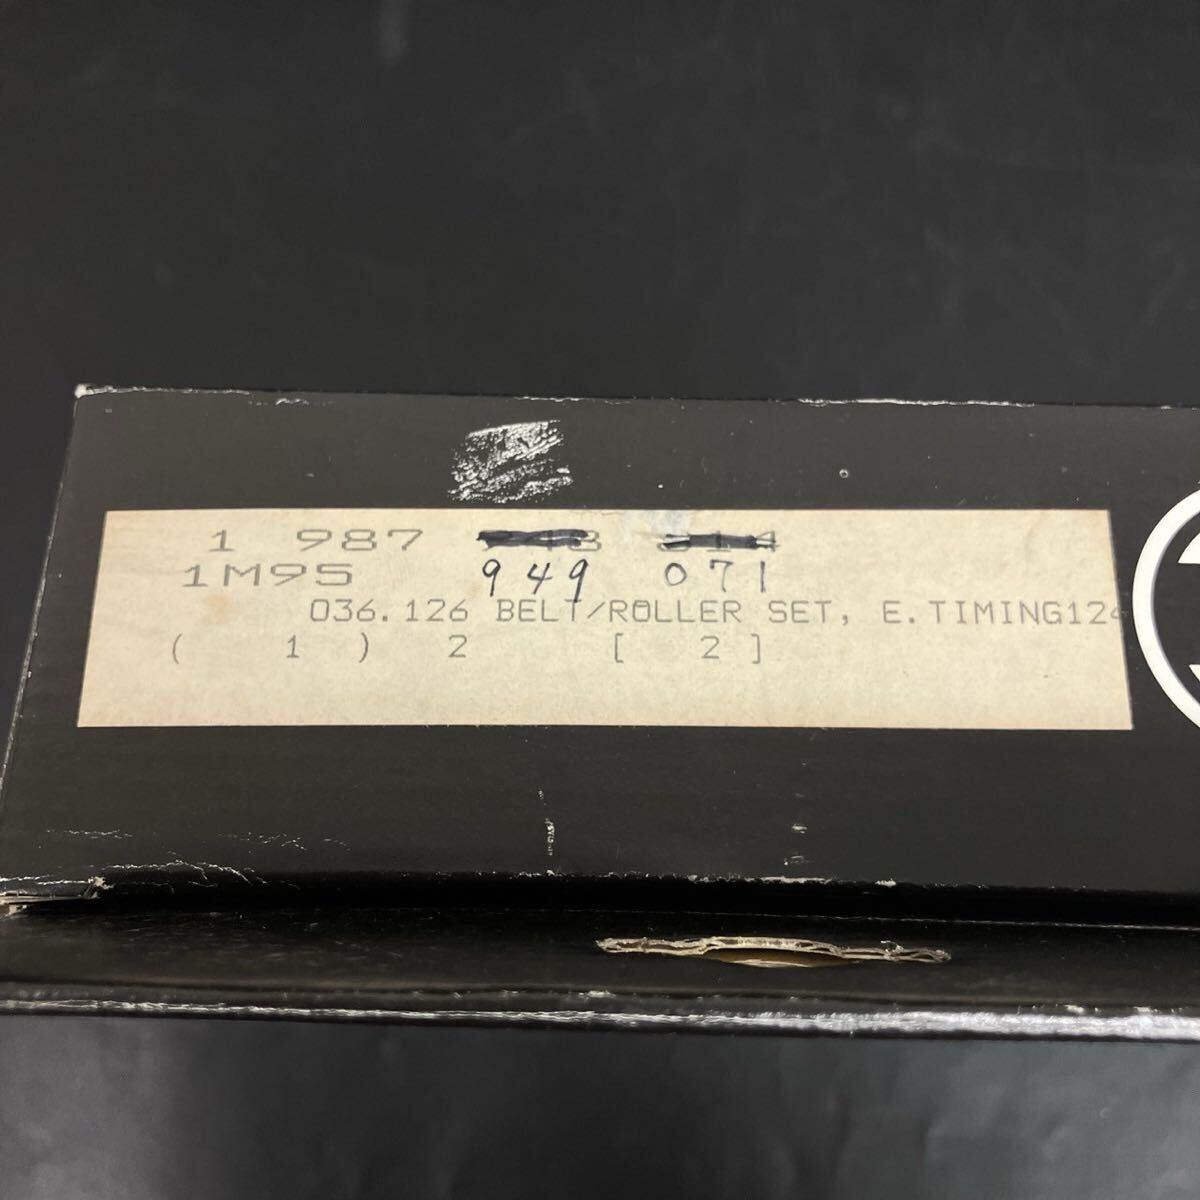 1 987
1M95 949 071
036.126 BELT/ROLLER SET, E.TIMING124
( 1 ) 2 [ 2 ]